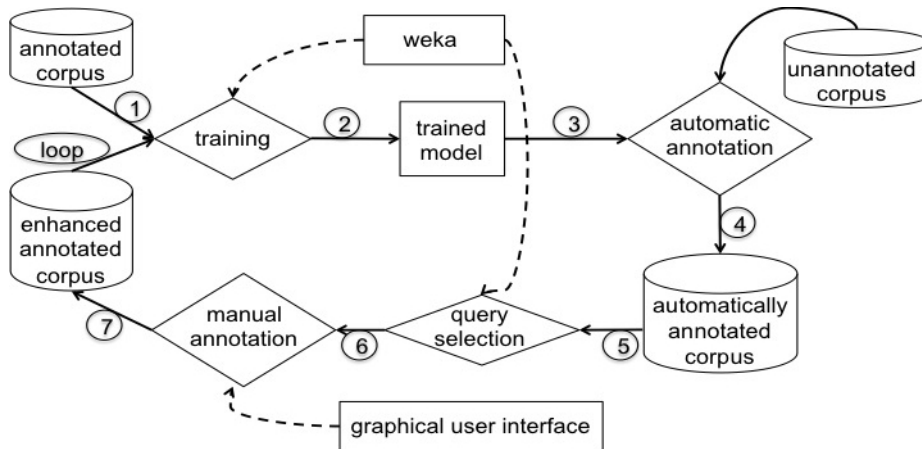 annotated
corpus
weka
unannotated
corpus
1
training
2
trained
model
3
automatic
annotation
loop
enhanced
annotated
corpus
4
automatically
annotated
corpus
5
query
selection
6
manual
annotation
7
graphical user interface